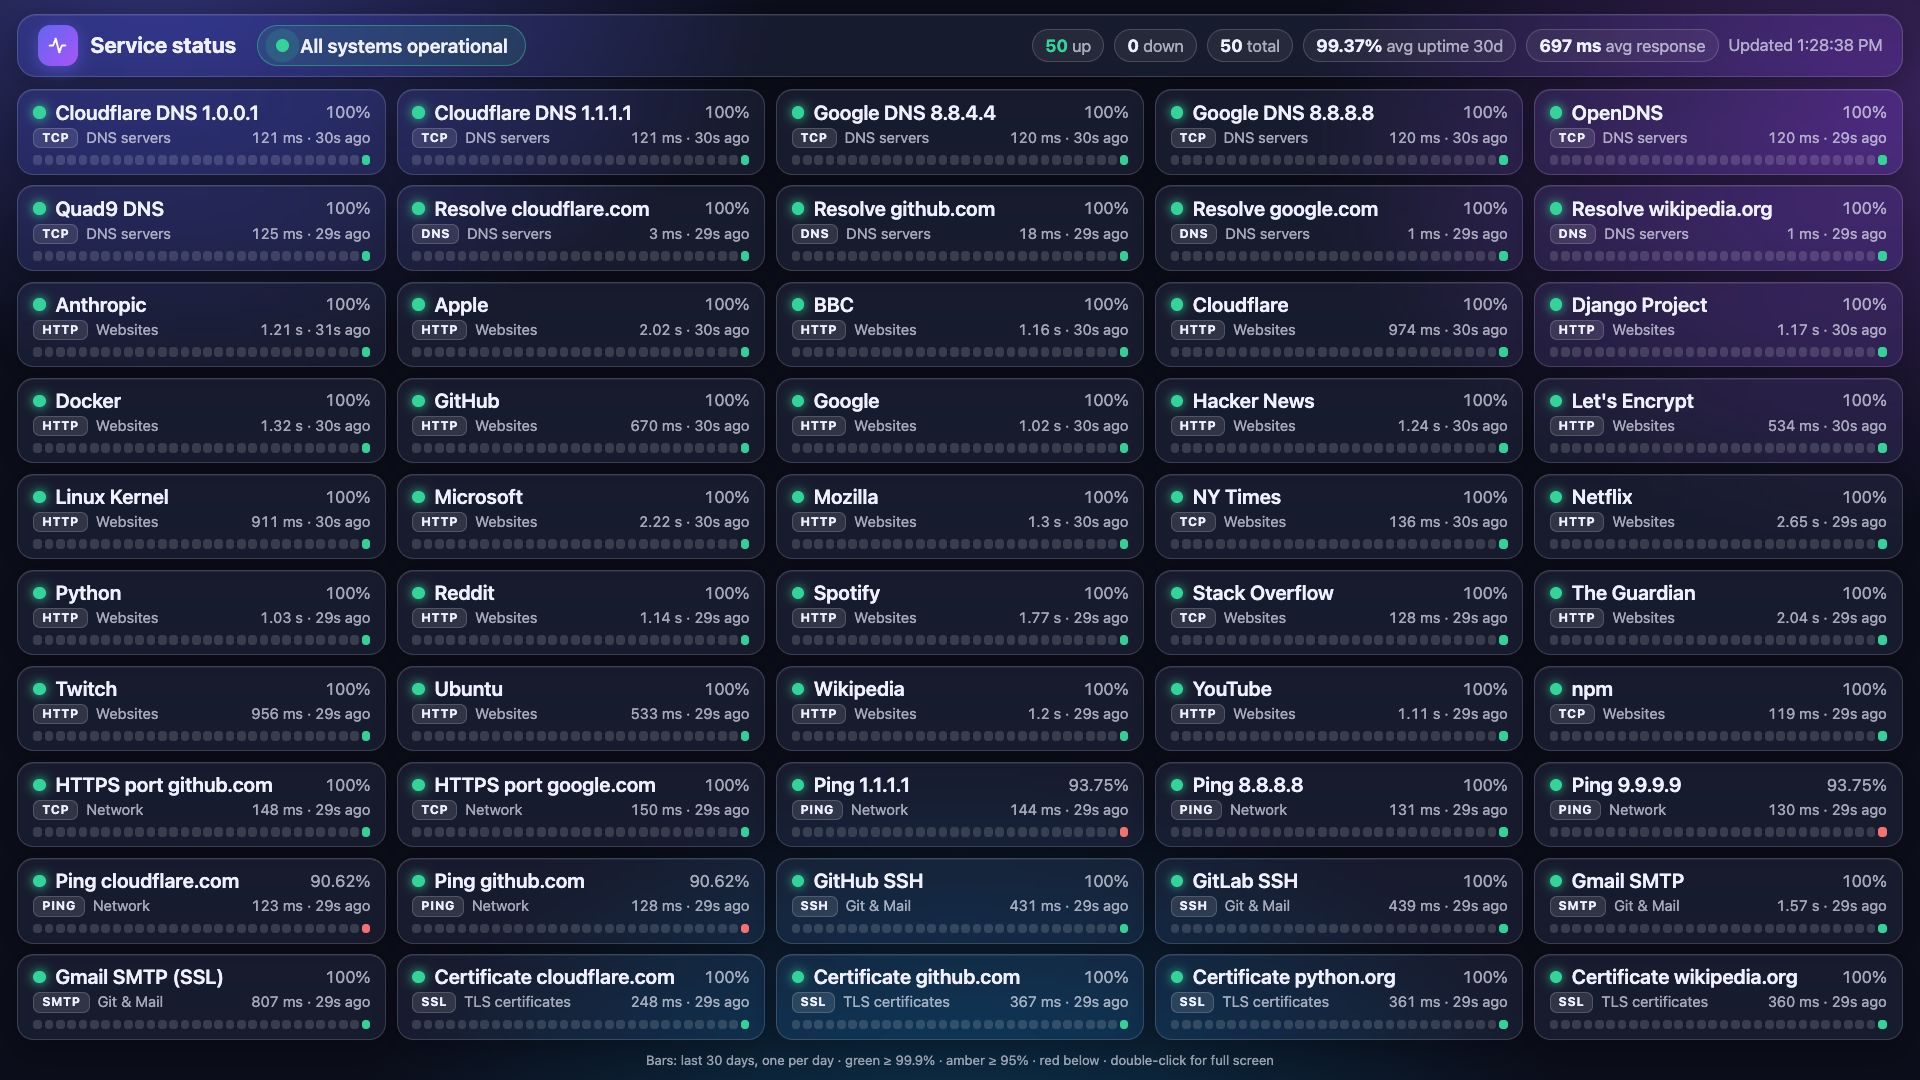 Service status
All systems operational
50 up
0 down
50 total
99.37% avg uptime 30d
697 ms avg response
Updated 1:28:38 PM
Cloudflare DNS 1.0.0.1 100%
TCP DNS servers 121 ms · 30s ago
Cloudflare DNS 1.1.1.1 100%
TCP DNS servers 121 ms · 30s ago
Google DNS 8.8.4.4 100%
TCP DNS servers 120 ms · 30s ago
Google DNS 8.8.8.8 100%
TCP DNS servers 120 ms · 30s ago
OpenDNS 100%
TCP DNS servers 120 ms · 29s ago
Quad9 DNS 100%
TCP DNS servers 125 ms · 29s ago
Resolve cloudflare.com 100%
DNS DNS servers 3 ms · 29s ago
Resolve github.com 100%
DNS DNS servers 18 ms · 29s ago
Resolve google.com 100%
DNS DNS servers 1 ms · 29s ago
Resolve wikipedia.org 100%
DNS DNS servers 1 ms · 29s ago
Anthropic 100%
HTTP Websites 1.21 s · 31s ago
Apple 100%
HTTP Websites 2.02 s · 30s ago
BBC 100%
HTTP Websites 1.16 s · 30s ago
Cloudflare 100%
HTTP Websites 974 ms · 30s ago
Django Project 100%
HTTP Websites 1.17 s · 30s ago
Docker 100%
HTTP Websites 1.32 s · 30s ago
GitHub 100%
HTTP Websites 670 ms · 30s ago
Google 100%
HTTP Websites 1.02 s · 30s ago
Hacker News 100%
HTTP Websites 1.24 s · 30s ago
Let's Encrypt 100%
HTTP Websites 534 ms · 30s ago
Linux Kernel 100%
HTTP Websites 911 ms · 30s ago
Microsoft 100%
HTTP Websites 2.22 s · 30s ago
Mozilla 100%
HTTP Websites 1.3 s · 30s ago
NY Times 100%
TCP Websites 136 ms · 30s ago
Netflix 100%
HTTP Websites 2.65 s · 29s ago
Python 100%
HTTP Websites 1.03 s · 29s ago
Reddit 100%
HTTP Websites 1.14 s · 29s ago
Spotify 100%
HTTP Websites 1.77 s · 29s ago
Stack Overflow 100%
TCP Websites 128 ms · 29s ago
The Guardian 100%
HTTP Websites 2.04 s · 29s ago
Twitch 100%
HTTP Websites 956 ms · 29s ago
Ubuntu 100%
HTTP Websites 533 ms · 29s ago
Wikipedia 100%
HTTP Websites 1.2 s · 29s ago
YouTube 100%
HTTP Websites 1.11 s · 29s ago
npm 100%
TCP Websites 119 ms · 29s ago
HTTPS port github.com 100%
TCP Network 148 ms · 29s ago
HTTPS port google.com 100%
TCP Network 150 ms · 29s ago
Ping 1.1.1.1 93.75%
PING Network 144 ms · 29s ago
Ping 8.8.8.8 100%
PING Network 131 ms · 29s ago
Ping 9.9.9.9 93.75%
PING Network 130 ms · 29s ago
Ping cloudflare.com 90.62%
PING Network 123 ms · 29s ago
Ping github.com 90.62%
PING Network 128 ms · 29s ago
GitHub SSH 100%
SSH Git & Mail 431 ms · 29s ago
GitLab SSH 100%
SSH Git & Mail 439 ms · 29s ago
Gmail SMTP 100%
SMTP Git & Mail 1.57 s · 29s ago
Gmail SMTP (SSL) 100%
SMTP Git & Mail 807 ms · 29s ago
Certificate cloudflare.com 100%
SSL TLS certificates 248 ms · 29s ago
Certificate github.com 100%
SSL TLS certificates 367 ms · 29s ago
Certificate python.org 100%
SSL TLS certificates 361 ms · 29s ago
Certificate wikipedia.org 100%
SSL TLS certificates 360 ms · 29s ago
Bars: last 30 days, one per day · green ≥ 99.9% · amber ≥ 95% · red below · double-click for full screen